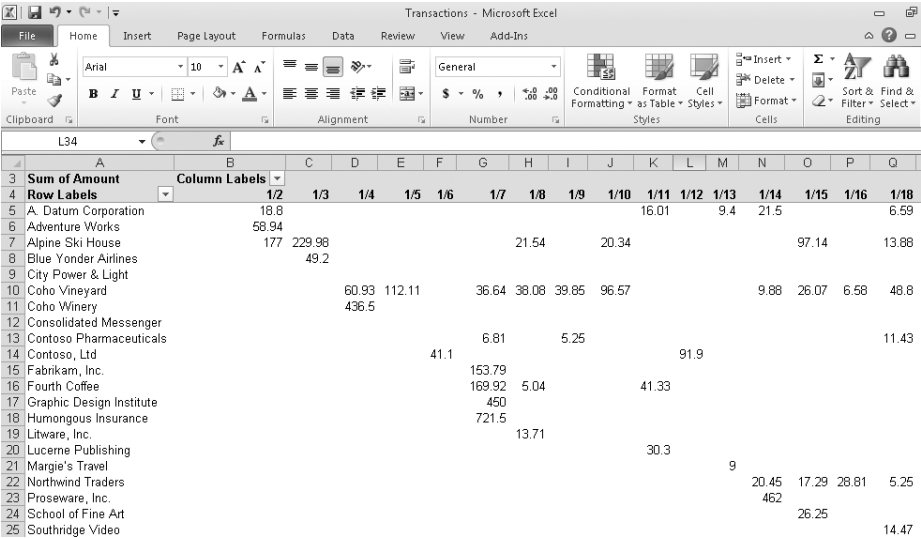 Transactions - Microsoft Excel
File Home Insert Page Layout Formulas Data Review View Add-Ins
Paste
Arial 10 A A
B I U A
General
$ % , .0 .00 .00 .0
Conditional Formatting Format as Table Cell Styles
Insert
Delete
Format
Σ
Sort & Filter Find & Select
Clipboard Font Alignment Number Styles Cells Editing
L34 fx
A B C D E F G H I J K L M N O P Q
3 Sum of Amount Column Labels
4 Row Labels 1/2 1/3 1/4 1/5 1/6 1/7 1/8 1/9 1/10 1/11 1/12 1/13 1/14 1/15 1/16 1/18
5 A. Datum Corporation 18.8 16.01 9.4 21.5 6.59
6 Adventure Works 58.94
7 Alpine Ski House 177 229.98 21.54 20.34 97.14 13.88
8 Blue Yonder Airlines 49.2
9 City Power & Light
10 Coho Vineyard 60.93 112.11 36.64 38.08 39.85 96.57 9.88 26.07 6.58 48.8
11 Coho Winery 436.5
12 Consolidated Messenger
13 Contoso Pharmaceuticals 6.81 5.25 11.43
14 Contoso, Ltd 41.1 91.9
15 Fabrikam, Inc. 153.79
16 Fourth Coffee 169.92 5.04 41.33
17 Graphic Design Institute 450
18 Humongous Insurance 721.5
19 Litware, Inc. 13.71
20 Lucerne Publishing 30.3
21 Margie's Travel 9
22 Northwind Traders 20.45 17.29 28.81 5.25
23 Proseware, Inc. 462
24 School of Fine Art 26.25
25 Southridge Video 14.47